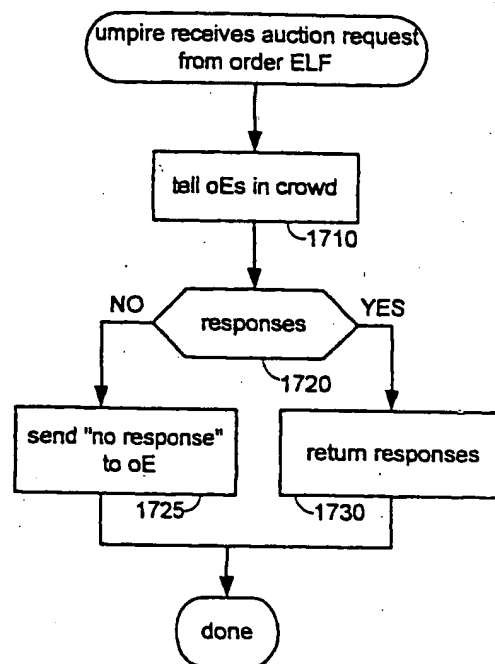 umpire receives auction request
from order ELF
tell oEs in crowd
1710
NO
YES
responses
1720
send "no response"
to oE
return responses
1725
1730
done